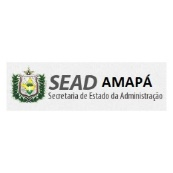 SEAD AMAPÁ
Secretaria de Estado da Administração